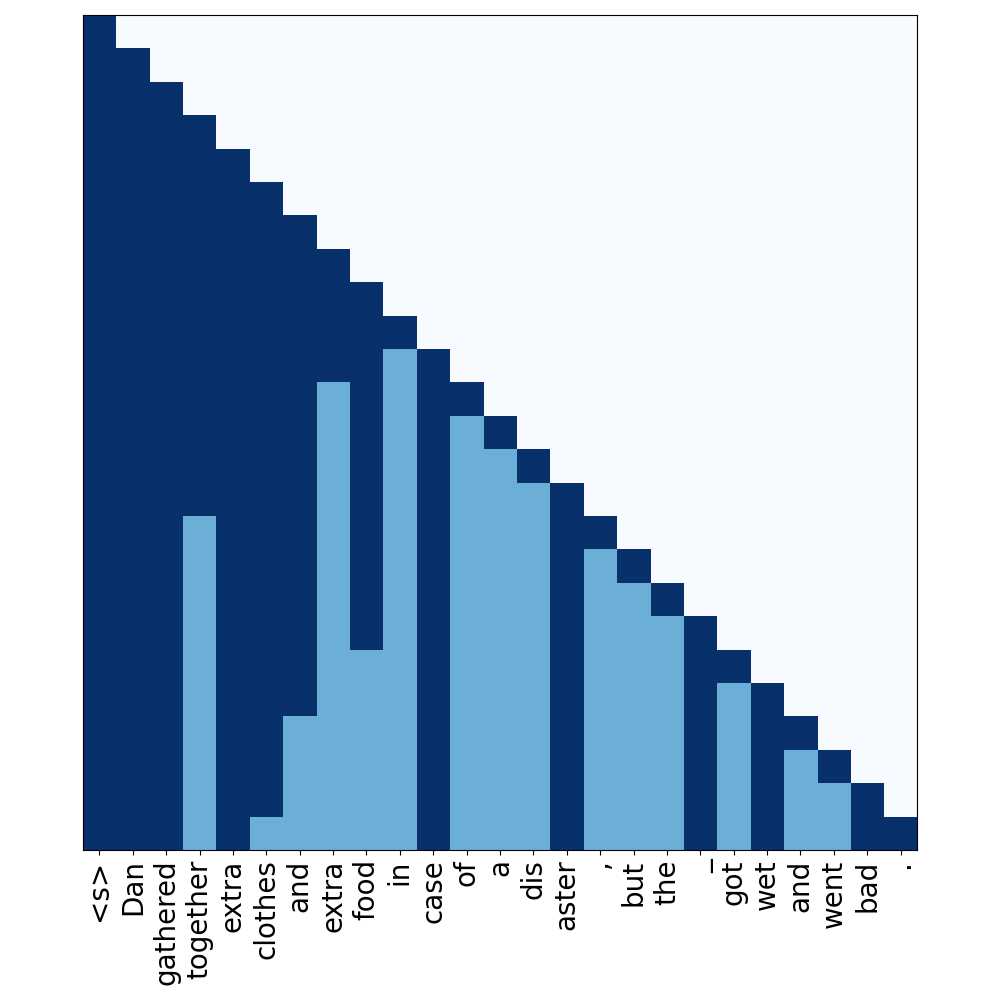 <s>
Dan
gathered
together
extra
clothes
and
extra
food
in
case
of
a
dis
aster
,
but
the
_
got
wet
and
went
bad
.